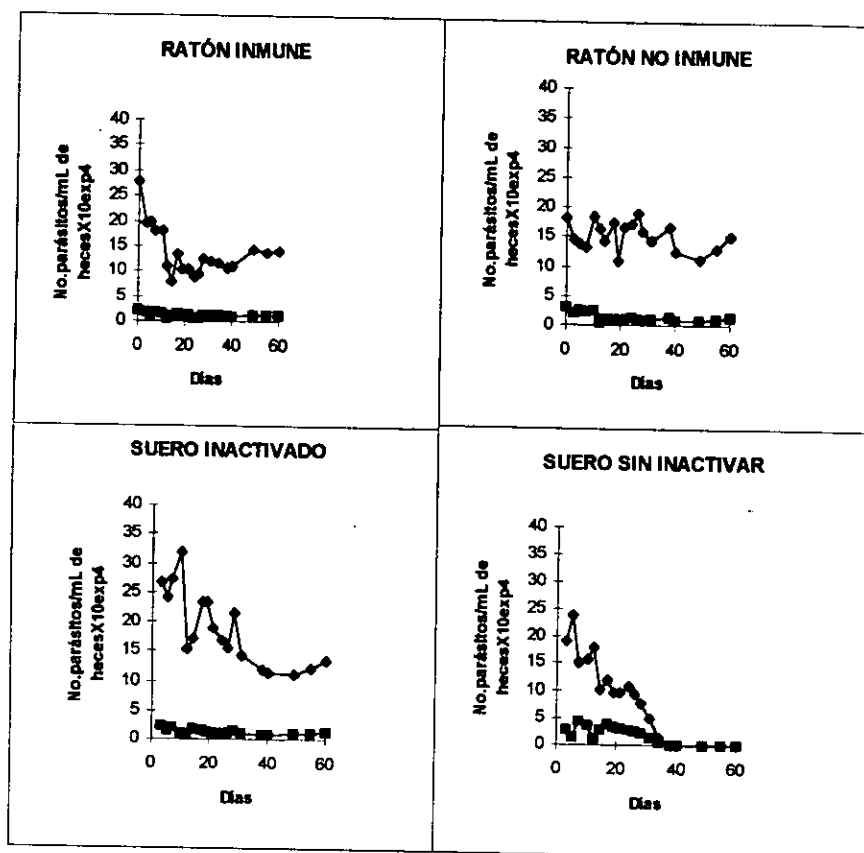 RATÓN INMUNE
No.parásitos/mL de
hecesX10exp4
40
35
30
25
20
15
10
5
0
0 20 40 60
Días
RATÓN NO INMUNE
No.parásitos/mL de
hecesX10exp4
40
35
30
25
20
15
10
5
0
0 20 40 60
Días
SUERO INACTIVADO
No.parásitos/mL de
hecesX10exp4
40
35
30
25
20
15
10
5
0
0 20 40 60
Días
SUERO SIN INACTIVAR
No.parásitos/mL de
hecesX10exp4
40
35
30
25
20
15
10
5
0
0 20 40 60
Días